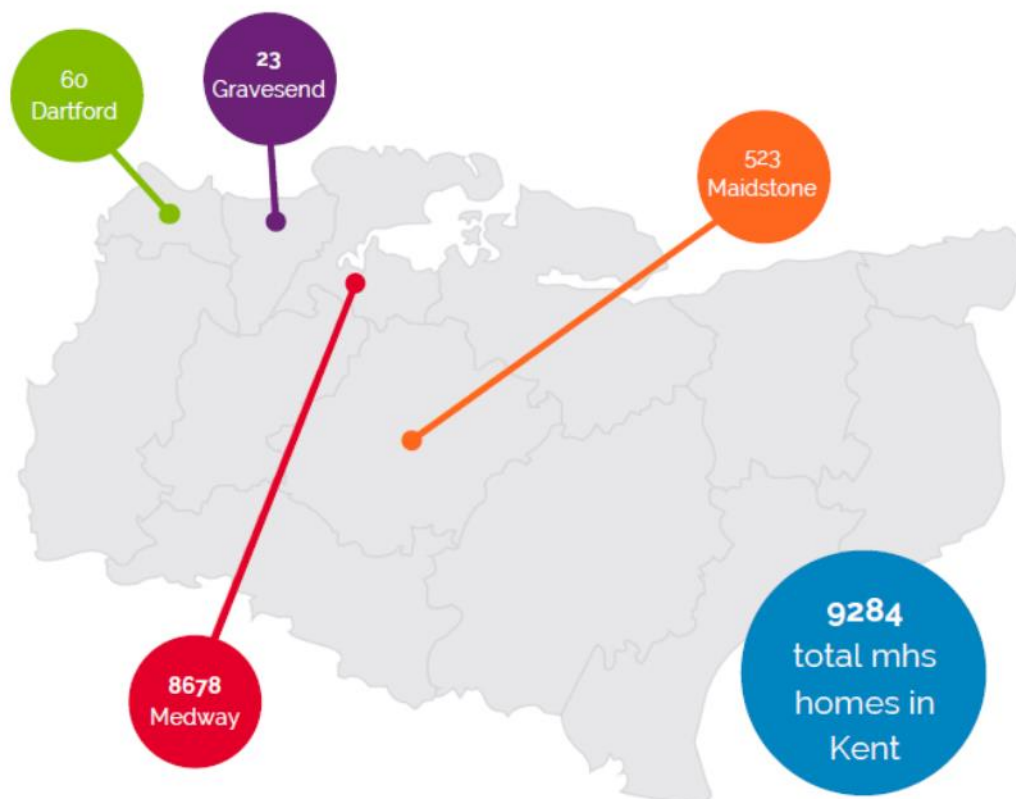 60
Dartford
23
Gravesend
523
Maidstone
8678
Medway
9284
total mhs
homes in
Kent